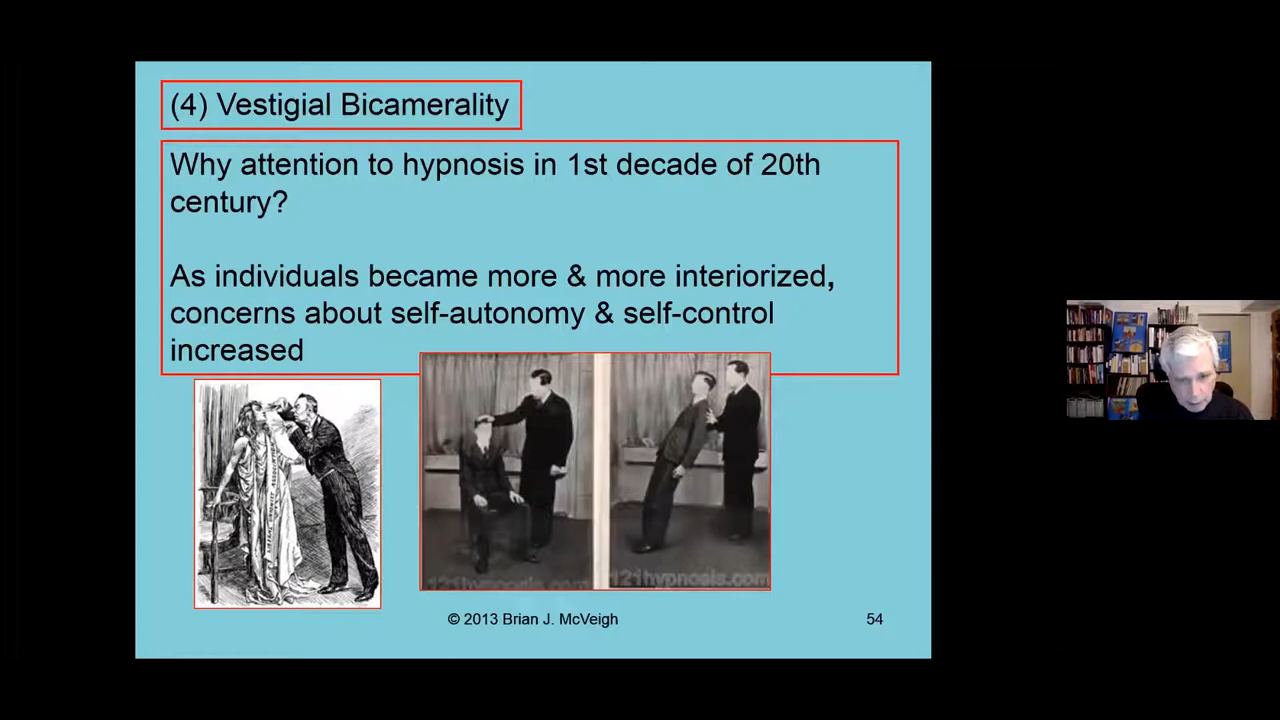 (4) Vestigial Bicamerality
Why attention to hypnosis in 1st decade of 20th
century?
As individuals became more & more interiorized,
concerns about self-autonomy & self-control
increased
121hypnosis.com
121hypnosis.com
© 2013 Brian J. McVeigh
54